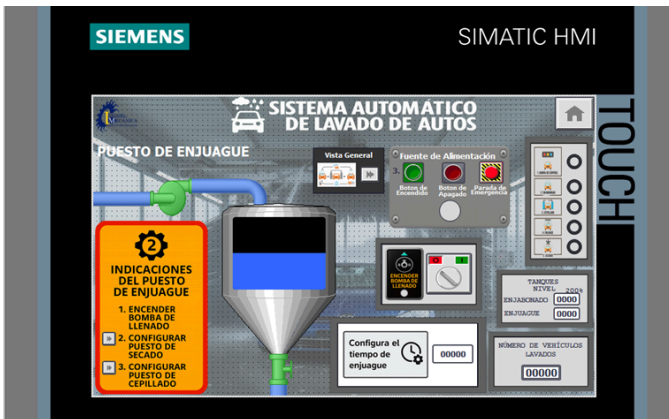 SIEMENS
SIMATIC HMI
TOUCH
SISTEMA AUTOMÁTICO
DE LAVADO DE AUTOS
PUESTO DE ENJUAGUE
Vista General
Fuente de Alimentación
3.
Boton de
Encendido
Boton de
Apagado
Parada de
Emergencia
2
INDICACIONES
DEL PUESTO
DE ENJUAGUE
1. ENCENDER
BOMBA DE
LLENADO
2. CONFIGURAR
PUESTO DE
SECADO
3. CONFIGURAR
PUESTO DE
CEPILLADO
ENCENDER
BOMBA DE
LLENADO
Configura el
tiempo de
enjuague
00000
TANQUES
NIVEL
200%
ENJABONADO 0000
ENJUAGUE 0000
NÚMERO DE VEHÍCULOS
LAVADOS
00000